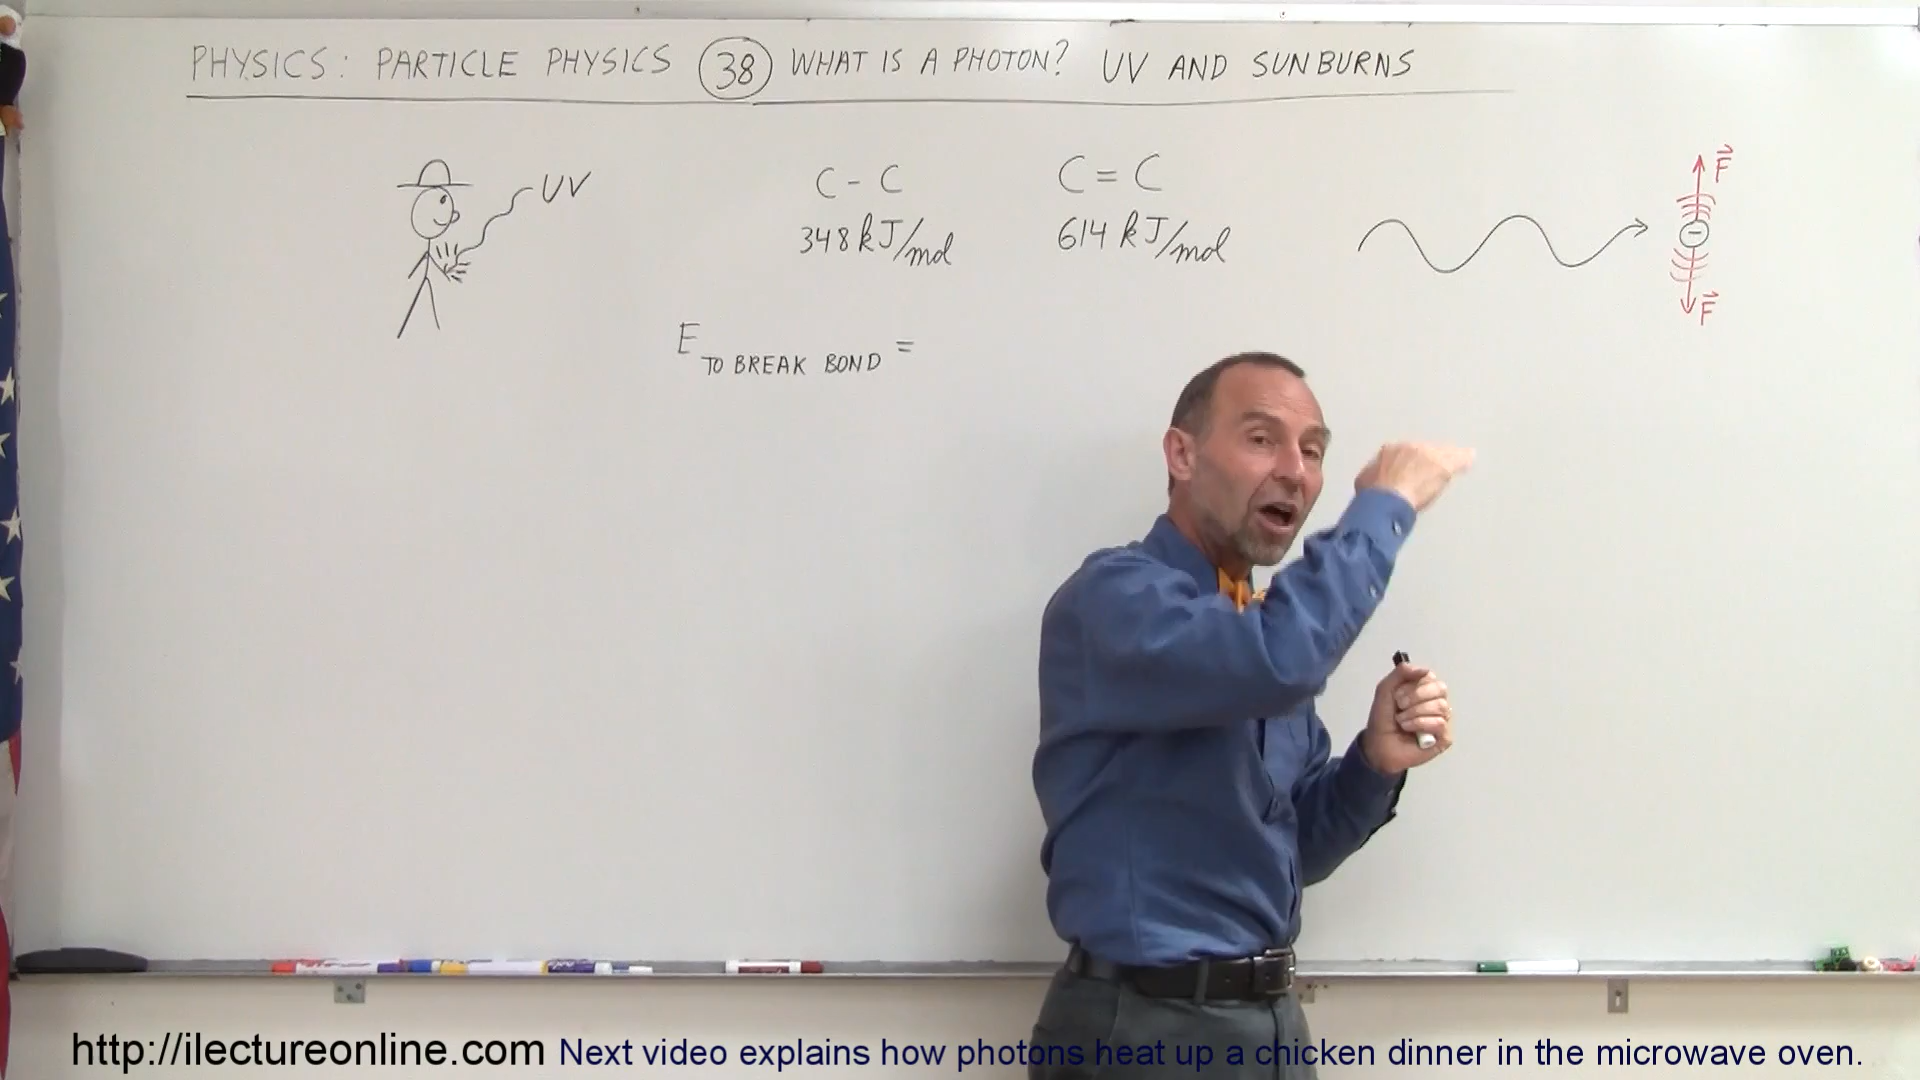 PHYSICS: PARTICLE PHYSICS 38 WHAT IS A PHOTON? UV AND SUNBURNS
UV
C - C
348 kJ/mol
C = C
614 kJ/mol
F
-
F
E TO BREAK BOND =
http://ilectureonline.com Next video explains how photons heat up a chicken dinner in the microwave oven.